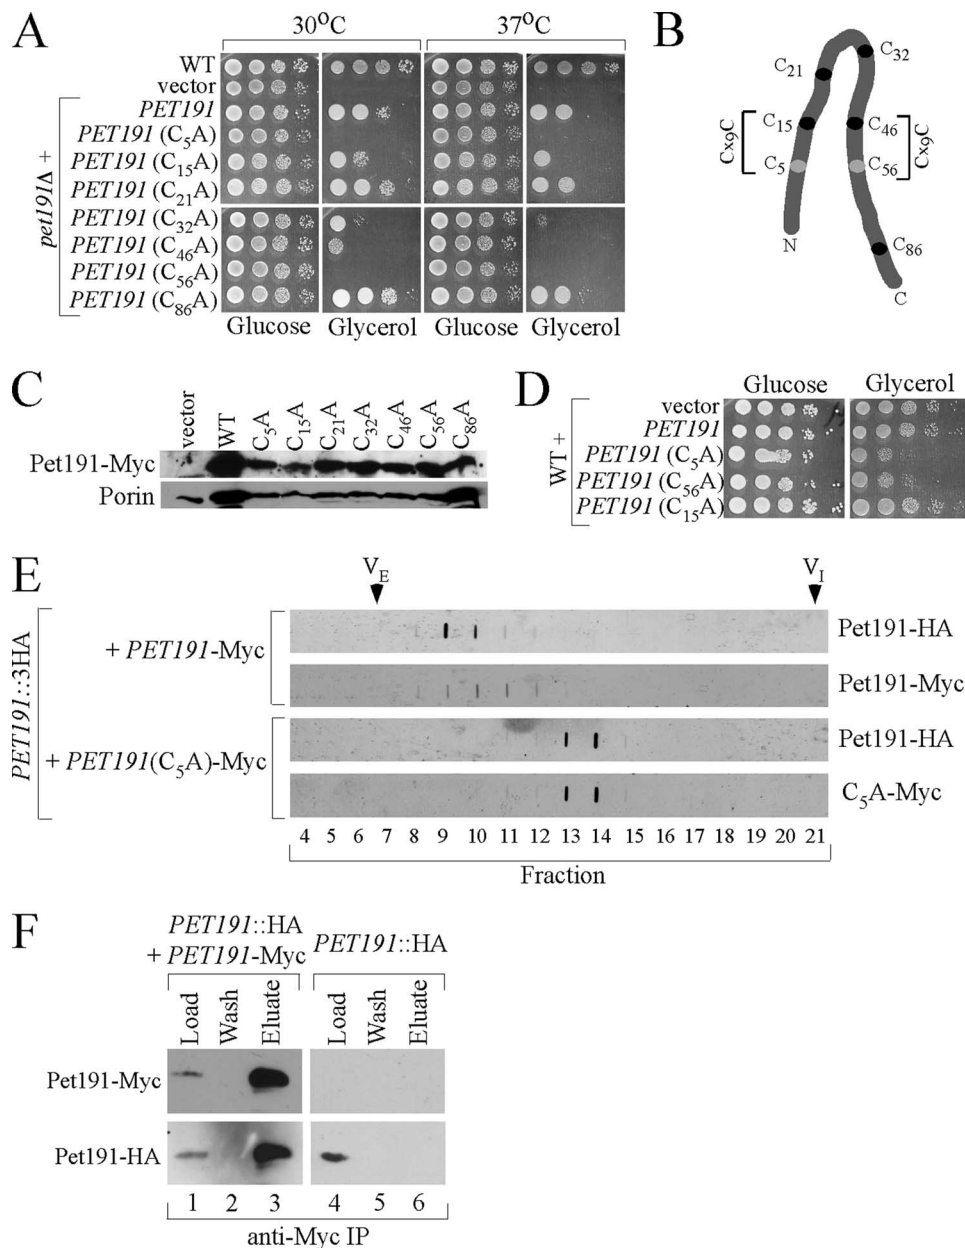 A
30°C 37°C
WT
vector
PET191
PET191 (C5A)
PET191 (C15A)
PET191 (C21A)
PET191 (C32A)
PET191 (C46A)
PET191 (C56A)
PET191 (C86A)
pet191Δ +
Glucose Glycerol Glucose Glycerol
B
C32
C21
C15 C46
Cx9C Cx9C
C5 C56
N
C86
C
C
vector WT C5A C15A C21A C32A C46A C56A C86A
Pet191-Myc
Porin
D
Glucose Glycerol
WT +
vector
PET191
PET191 (C5A)
PET191 (C56A)
PET191 (C15A)
E
VE VI
PET191::3HA
+ PET191-Myc
Pet191-HA
Pet191-Myc
+ PET191(C5A)-Myc
Pet191-HA
C5A-Myc
4 5 6 7 8 9 10 11 12 13 14 15 16 17 18 19 20 21
Fraction
F
PET191::HA
+ PET191-Myc
PET191::HA
Load Wash Eluate Load Wash Eluate
Pet191-Myc
Pet191-HA
1 2 3 4 5 6
anti-Myc IP